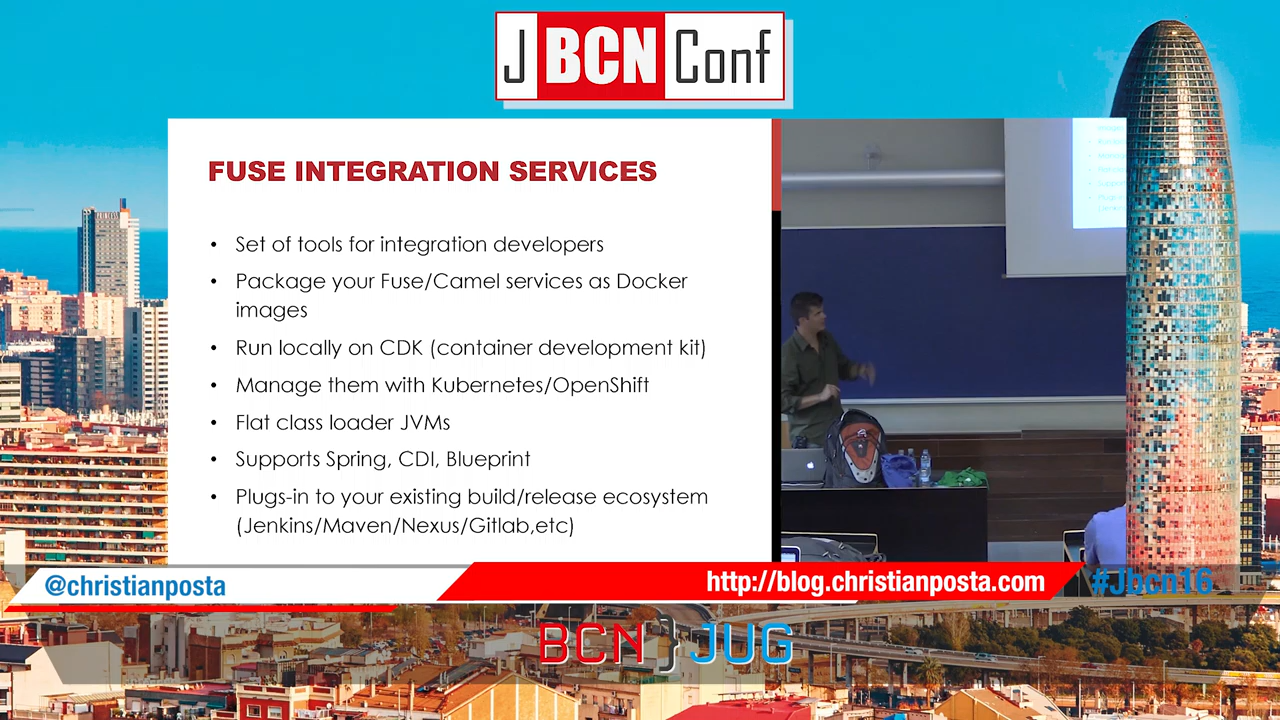 J BCN Conf
FUSE INTEGRATION SERVICES
• Set of tools for integration developers
• Package your Fuse/Camel services as Docker
images
• Run locally on CDK (container development kit)
• Manage them with Kubernetes/OpenShift
• Flat class loader JVMs
• Supports Spring, CDI, Blueprint
• Plugs-in to your existing build/release ecosystem
(Jenkins/Maven/Nexus/Gitlab,etc)
@christianposta
http://blog.christianposta.com
#Jbcn16
BCN JUG